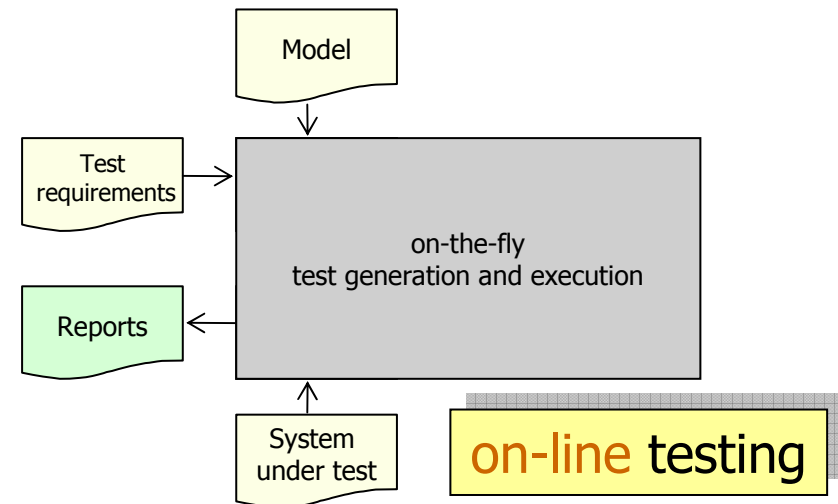 Model
Test
requirements
on-the-fly
test generation and execution
Reports
System
under test
on-line testing